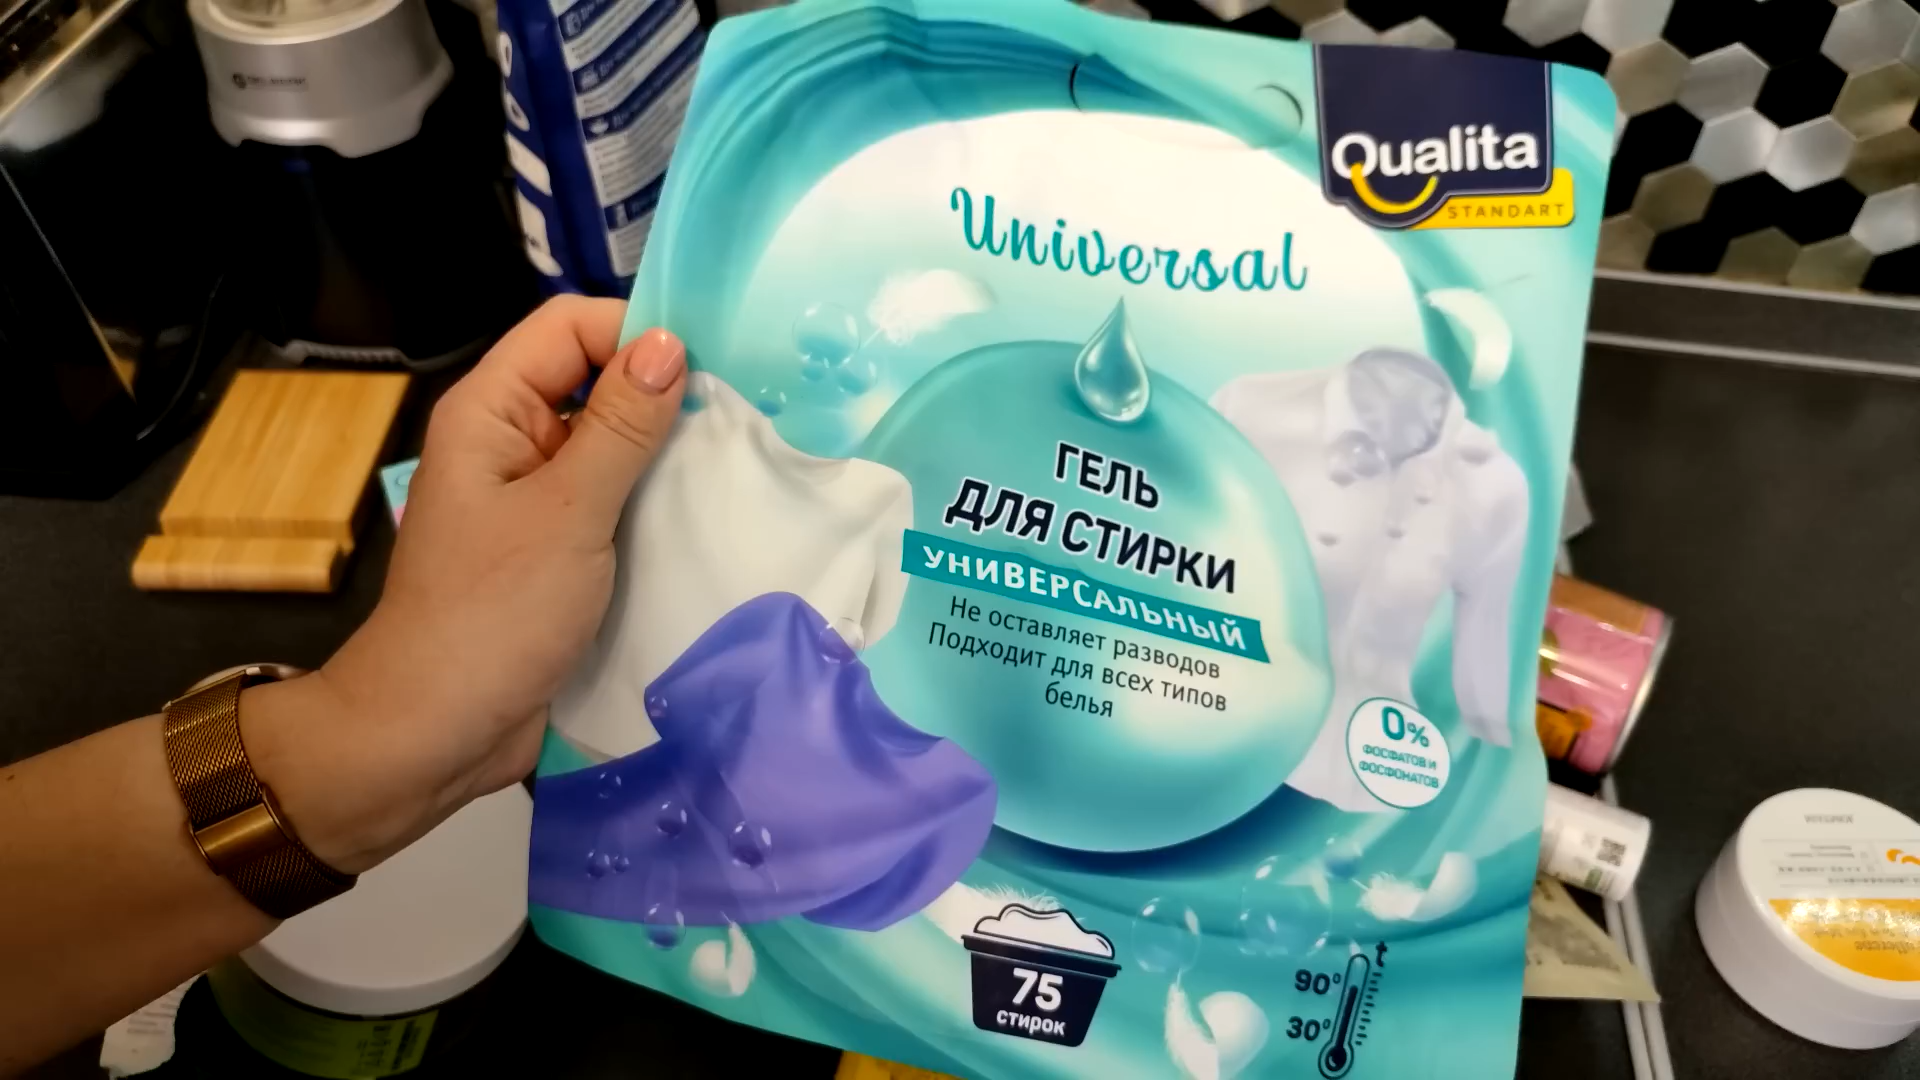 Qualita
STANDART
Universal
ГЕЛЬ
ДЛЯ СТИРКИ
УНИВЕРСАЛЬНЫЙ
Не оставляет разводов
Подходит для всех типов
белья
0%
ФОСФАТОВ И
ФОСФОНАТОВ
75
стирок
t
90°
30°